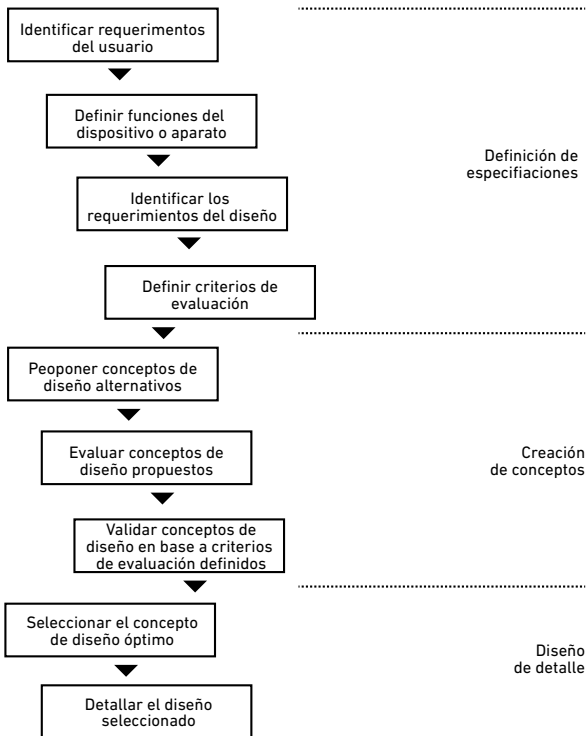 Identificar requerimentos
del usuario
Definir funciones del
dispositivo o aparato
Definición de
especifiaciones
Identificar los
requerimientos del diseño
Definir criterios de
evaluación
Peoponer conceptos de
diseño alternativos
Evaluar conceptos de
diseño propuestos
Creación
de conceptos
Validar conceptos de
diseño en base a criterios
de evaluación definidos
Seleccionar el concepto
de diseño óptimo
Diseño
de detalle
Detallar el diseño
seleccionado